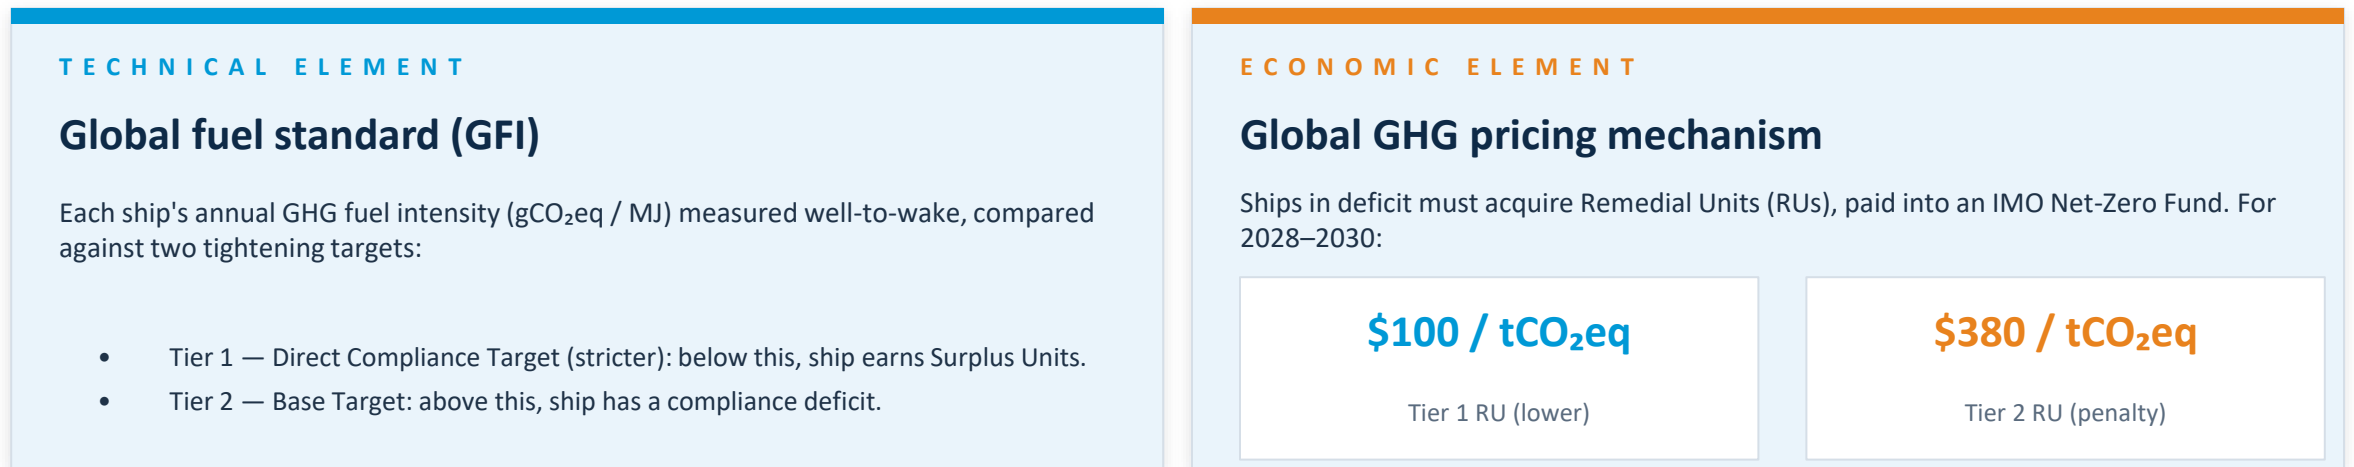 TECHNICAL ELEMENT
Global fuel standard (GFI)
Each ship's annual GHG fuel intensity (gCO₂eq / MJ) measured well-to-wake, compared
against two tightening targets:
• Tier 1 — Direct Compliance Target (stricter): below this, ship earns Surplus Units.
• Tier 2 — Base Target: above this, ship has a compliance deficit.
ECONOMIC ELEMENT
Global GHG pricing mechanism
Ships in deficit must acquire Remedial Units (RUs), paid into an IMO Net-Zero Fund. For
2028–2030:
$100 / tCO₂eq
Tier 1 RU (lower)
$380 / tCO₂eq
Tier 2 RU (penalty)